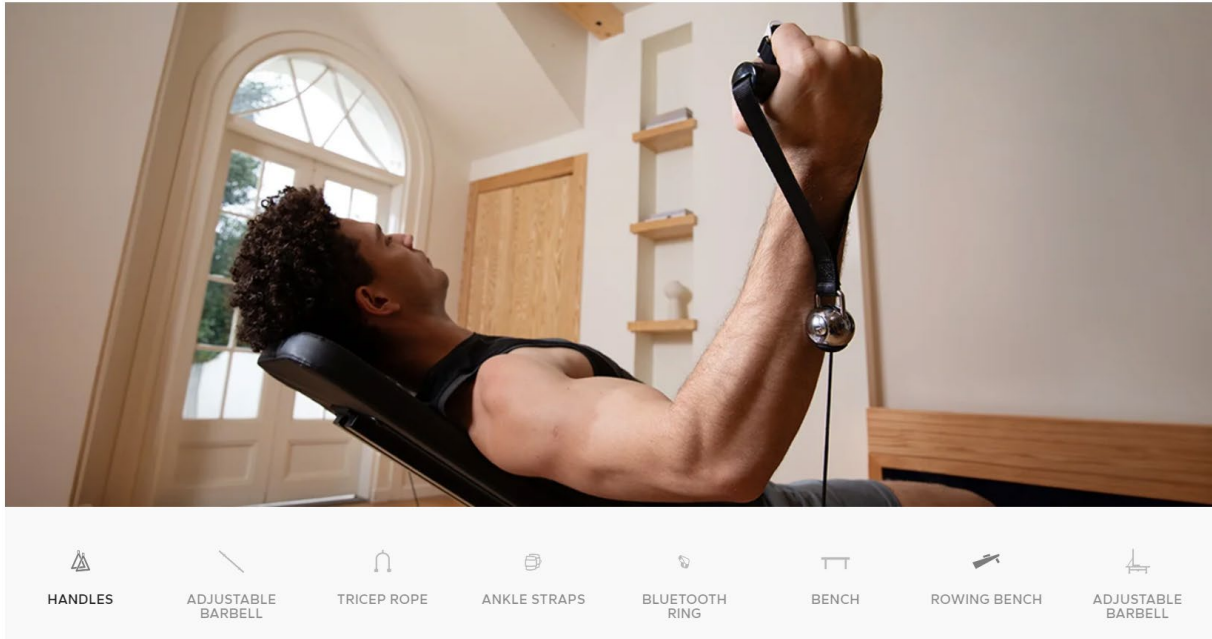 HANDLES
ADJUSTABLE
BARBELL
TRICEP ROPE
ANKLE STRAPS
BLUETOOTH
RING
BENCH
ROWING BENCH
ADJUSTABLE
BARBELL